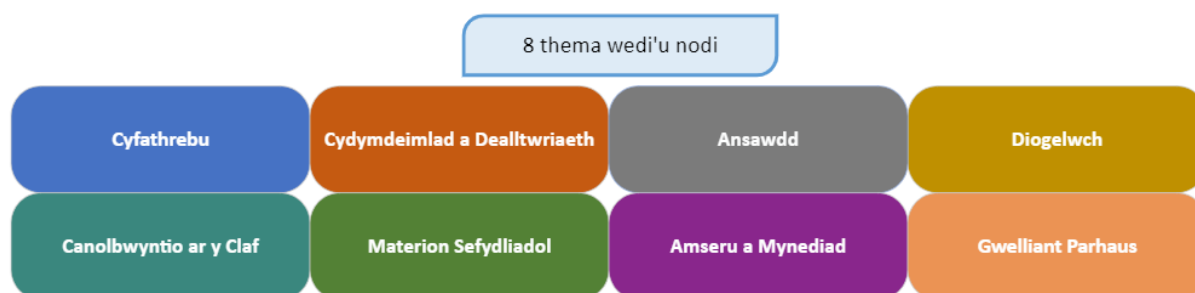 8 thema wedi'u nodi
Cyfathrebu
Cydymdeimlad a Dealltwriaeth
Ansawdd
Diogelwch
Canolbwyntio ar y Claf
Materion Sefydliadol
Amseru a Mynediad
Gwelliant Parhaus